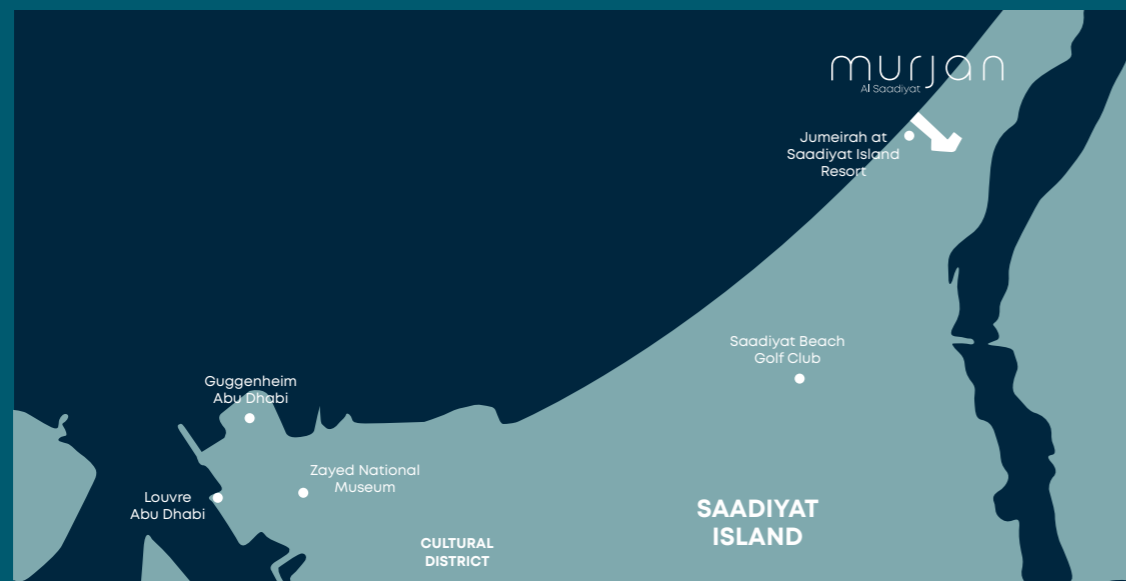 murjan
Al Saadiyat
Jumeirah at
Saadiyat Island
Resort
Saadiyat Beach
Golf Club
Guggenheim
Abu Dhabi
Zayed National
Museum
Louvre
Abu Dhabi
SAADIYAT
ISLAND
CULTURAL
DISTRICT